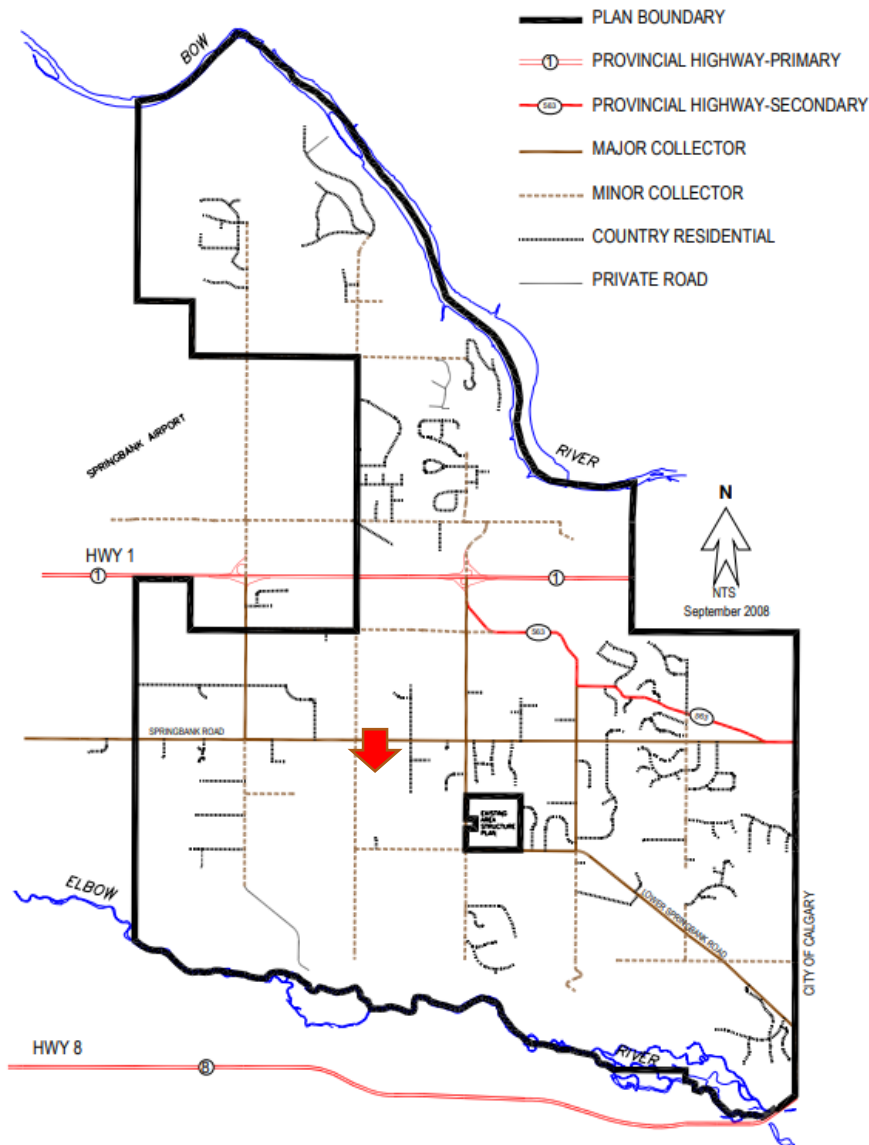 PLAN BOUNDARY
1 PROVINCIAL HIGHWAY-PRIMARY
563 PROVINCIAL HIGHWAY-SECONDARY
MAJOR COLLECTOR
MINOR COLLECTOR
COUNTRY RESIDENTIAL
PRIVATE ROAD
BOW
RIVER
SPRINGBANK AIRPORT
N
NTS
September 2008
HWY 1
1
1
563
563
SPRINGBANK ROAD
EXISTING
AREA
STRUCTURE
PLAN
ELBOW
LOWER SPRINGBANK ROAD
CITY OF CALGARY
RIVER
HWY 8
8